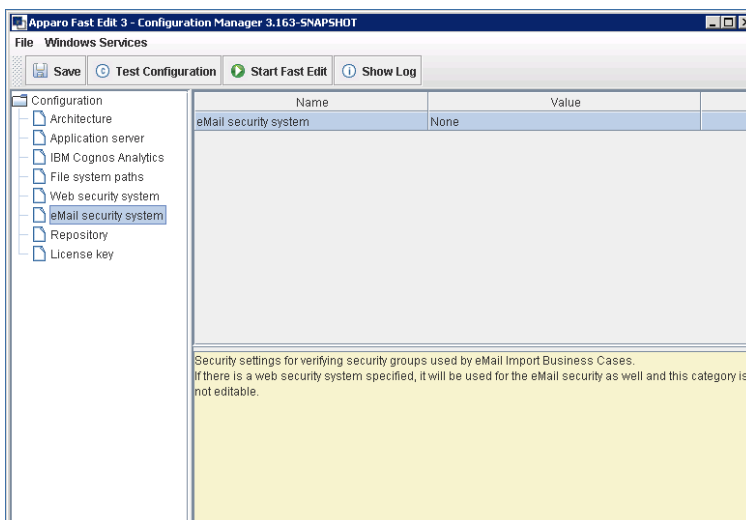 Apparo Fast Edit 3 - Configuration Manager 3.163-SNAPSHOT
File Windows Services
Save Test Configuration Start Fast Edit Show Log
Configuration
Architecture
Application server
IBM Cognos Analytics
File system paths
Web security system
eMail security system
Repository
License key
Name Value
eMail security system None
Security settings for verifying security groups used by eMail Import Business Cases.
If there is a web security system specified, it will be used for the eMail security as well and this category is
not editable.